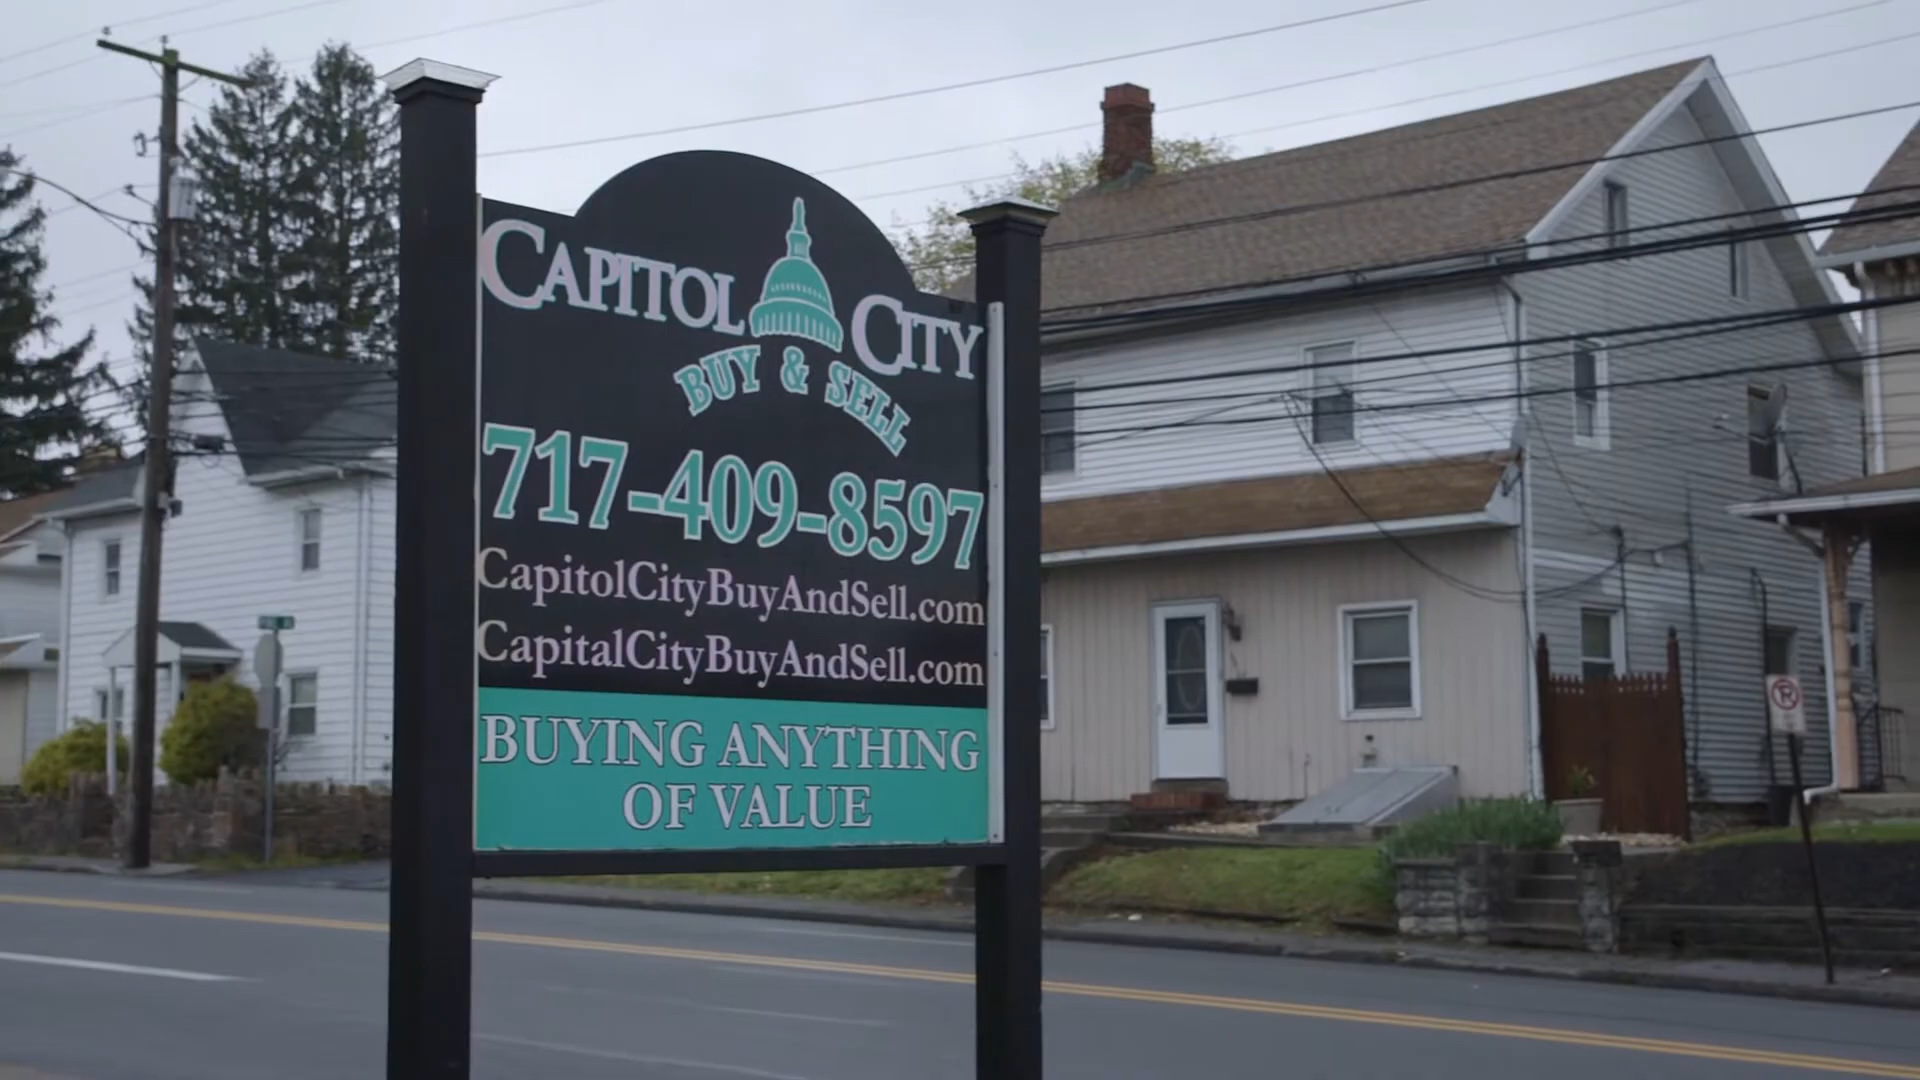 CAPITOL CITY
BUY & SELL
717-409-8597
CapitolCityBuyAndSell.com
CapitalCityBuyAndSell.com
BUYING ANYTHING
OF VALUE